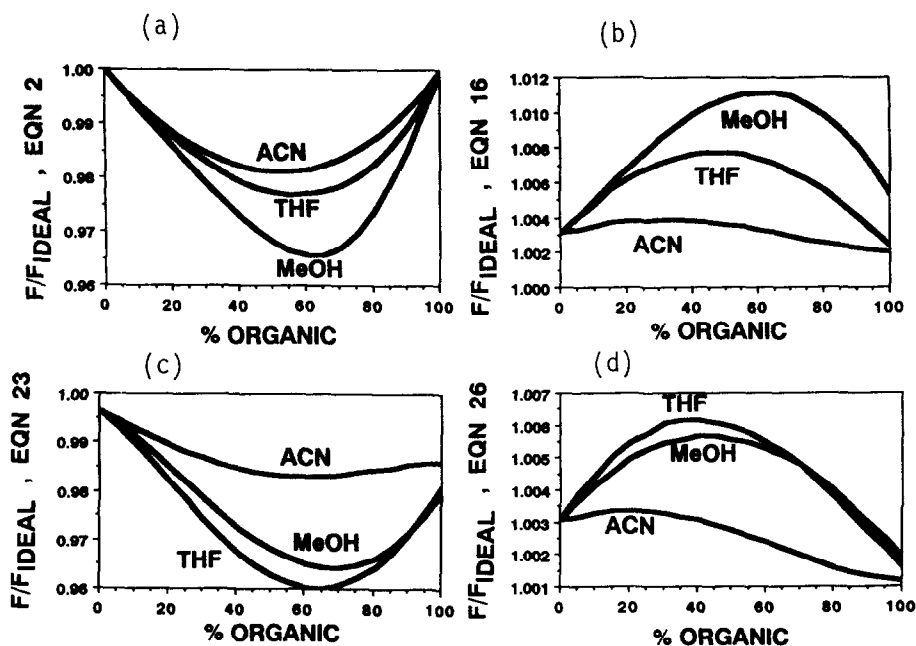 (a)
F/FIDEAL , EQN 2
1.00
0.99
0.98
0.97
0.96
ACN
THF
MeOH
0 20 40 60 80 100
% ORGANIC
(b)
F/FIDEAL , EQN 16
1.012
1.010
1.008
1.006
1.004
1.002
1.000
MeOH
THF
ACN
0 20 40 60 80 100
% ORGANIC
(c)
F/FIDEAL , EQN 23
1.00
0.99
0.98
0.97
0.96
ACN
MeOH
THF
0 20 40 60 80 100
% ORGANIC
(d)
F/FIDEAL , EQN 26
1.007
1.006
1.005
1.004
1.003
1.002
1.001
THF
MeOH
ACN
0 20 40 60 80 100
% ORGANIC